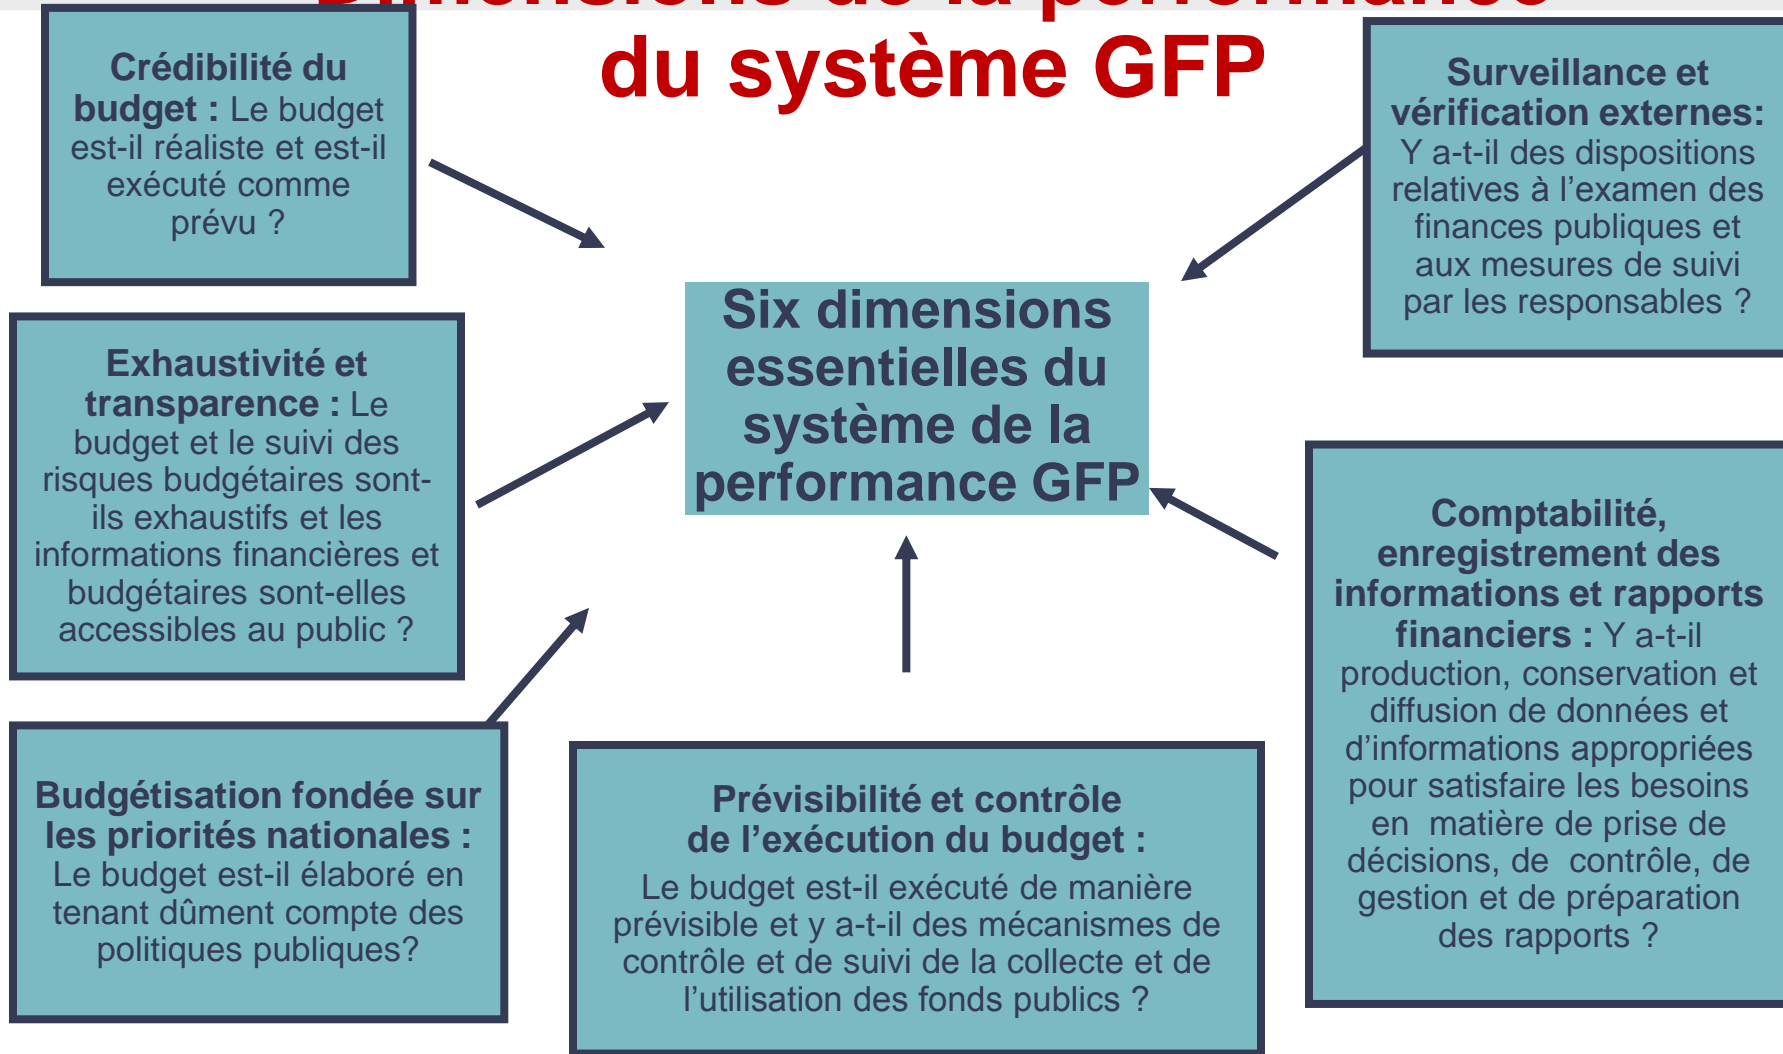 Dimensions de la performance
du système GFP
Crédibilité du
budget : Le budget
est-il réaliste et est-il
exécuté comme
prévu ?
Surveillance et
vérification externes:
Y a-t-il des dispositions
relatives à l’examen des
finances publiques et
aux mesures de suivi
par les responsables ?
Six dimensions
essentielles du
système de la
performance GFP
Exhaustivité et
transparence : Le
budget et le suivi des
risques budgétaires sont-
ils exhaustifs et les
informations financières et
budgétaires sont-elles
accessibles au public ?
Comptabilité,
enregistrement des
informations et rapports
financiers : Y a-t-il
production, conservation et
diffusion de données et
d’informations appropriées
pour satisfaire les besoins
en matière de prise de
décisions, de contrôle, de
gestion et de préparation
des rapports ?
Budgétisation fondée sur
les priorités nationales :
Le budget est-il élaboré en
tenant dûment compte des
politiques publiques?
Prévisibilité et contrôle
de l’exécution du budget :
Le budget est-il exécuté de manière
prévisible et y a-t-il des mécanismes de
contrôle et de suivi de la collecte et de
l’utilisation des fonds publics ?